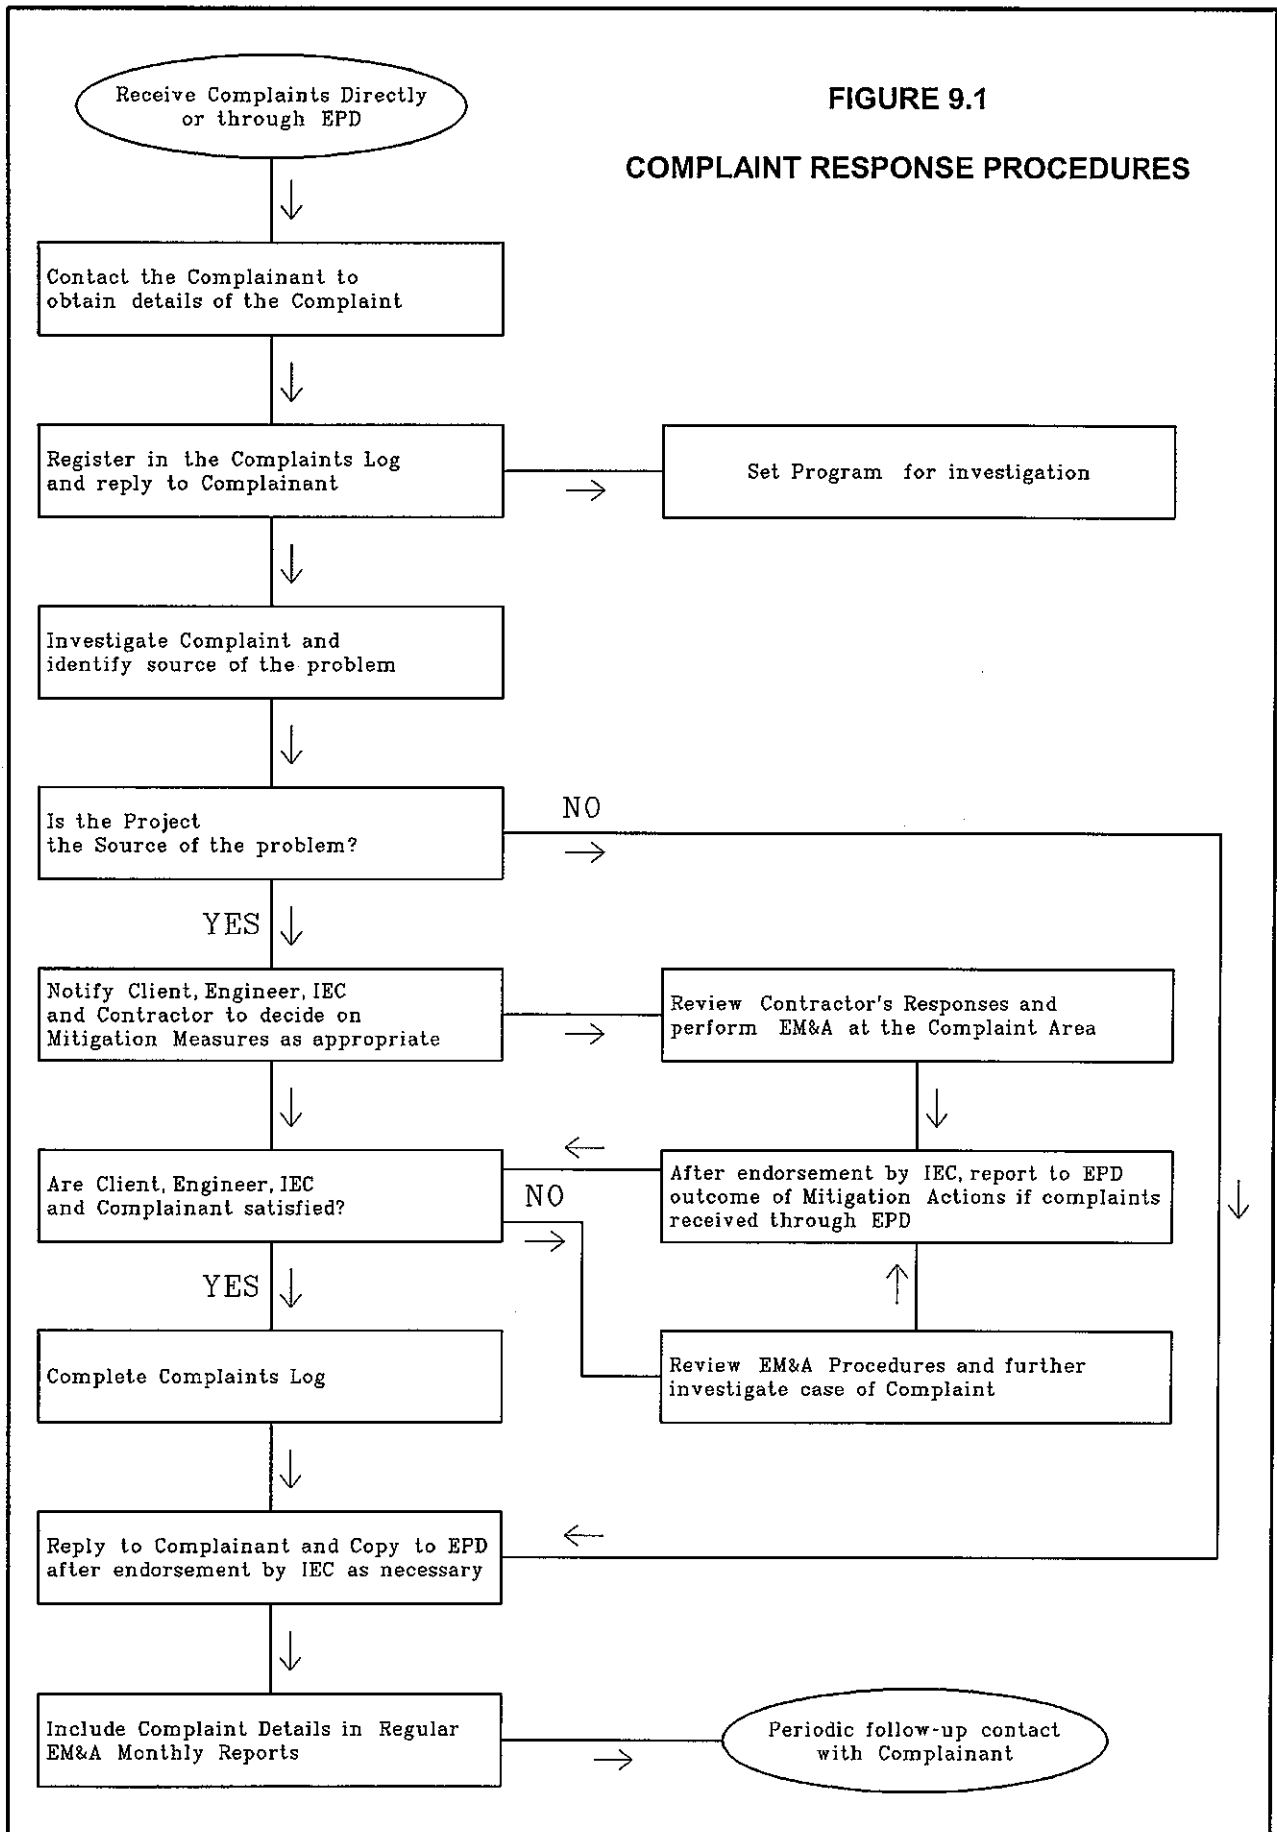 FIGURE 9.1
COMPLAINT RESPONSE PROCEDURES
Receive Complaints Directly
or through EPD
Contact the Complainant to
obtain details of the Complaint
Register in the Complaints Log
and reply to Complainant
Set Program for investigation
Investigate Complaint and
identify source of the problem
Is the Project
the Source of the problem?
NO
YES
Notify Client, Engineer, IEC
and Contractor to decide on
Mitigation Measures as appropriate
Review Contractor's Responses and
perform EM&A at the Complaint Area
Are Client, Engineer, IEC
and Complainant satisfied?
NO
After endorsement by IEC, report to EPD
outcome of Mitigation Actions if complaints
received through EPD
YES
Complete Complaints Log
Review EM&A Procedures and further
investigate case of Complaint
Reply to Complainant and Copy to EPD
after endorsement by IEC as necessary
Include Complaint Details in Regular
EM&A Monthly Reports
Periodic follow-up contact
with Complainant